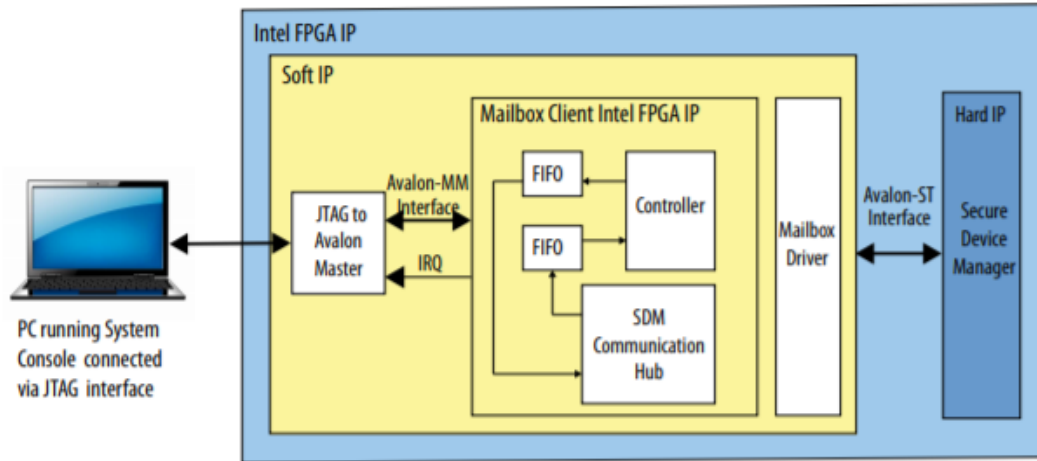 Intel FPGA IP
Soft IP
Mailbox Client Intel FPGA IP
Hard IP
FIFO
Controller
FIFO
SDM
Communication
Hub
JTAG to
Avalon
Master
Avalon-MM
Interface
IRQ
Mailbox
Driver
Avalon-ST
Interface
Secure
Device
Manager
PC running System
Console connected
via JTAG interface